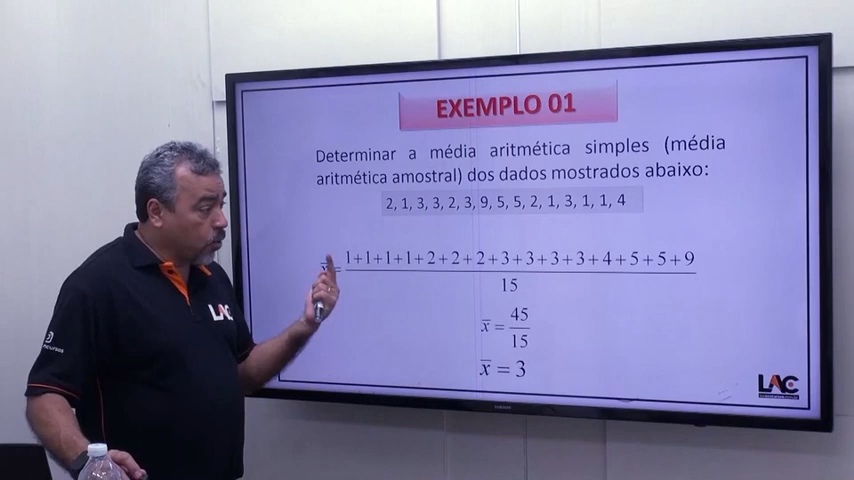 EXEMPLO 01
Determinar a média aritmética simples (média
aritmética amostral) dos dados mostrados abaixo:
2, 1, 3, 3, 2, 3, 9, 5, 5, 2, 1, 3, 1, 1, 4
= 1+1+1+1+2+2+2+3+3+3+3+4+5+5+9
15
x̅ = 45
15
x̅ = 3
LAC
LAC